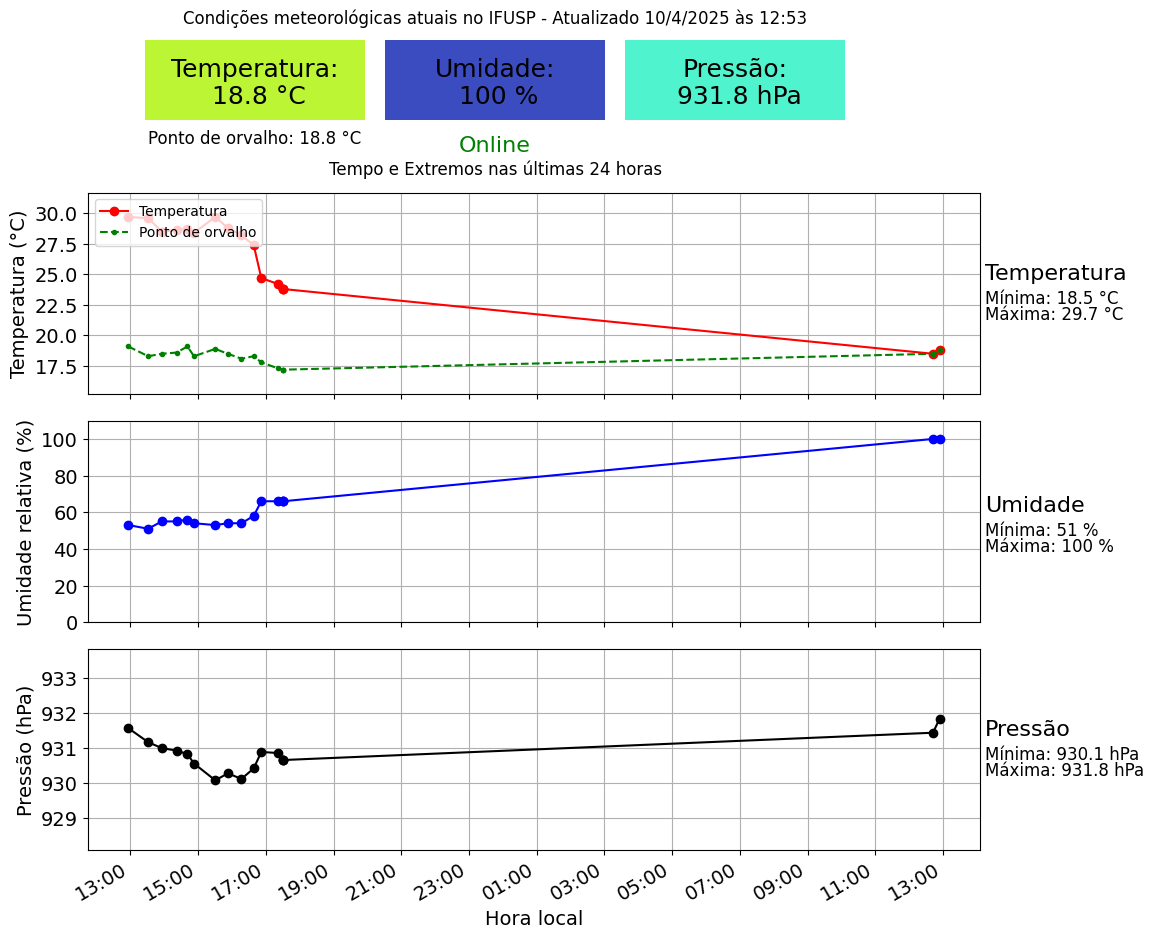 Condições meteorológicas atuais no IFUSP - Atualizado 10/4/2025 às 12:53
Temperatura:
18.8 °C
Umidade:
100 %
Pressão:
931.8 hPa
Ponto de orvalho: 18.8 °C
Online
Tempo e Extremos nas últimas 24 horas
Temperatura (°C)
30.0
27.5
25.0
22.5
20.0
17.5
Temperatura
Ponto de orvalho
Temperatura
Mínima: 18.5 °C
Máxima: 29.7 °C
Umidade relativa (%)
100
80
60
40
20
0
Umidade
Mínima: 51 %
Máxima: 100 %
Pressão (hPa)
933
932
931
930
929
Pressão
Mínima: 930.1 hPa
Máxima: 931.8 hPa
13:00 15:00 17:00 19:00 21:00 23:00 01:00 03:00 05:00 07:00 09:00 11:00 13:00
Hora local